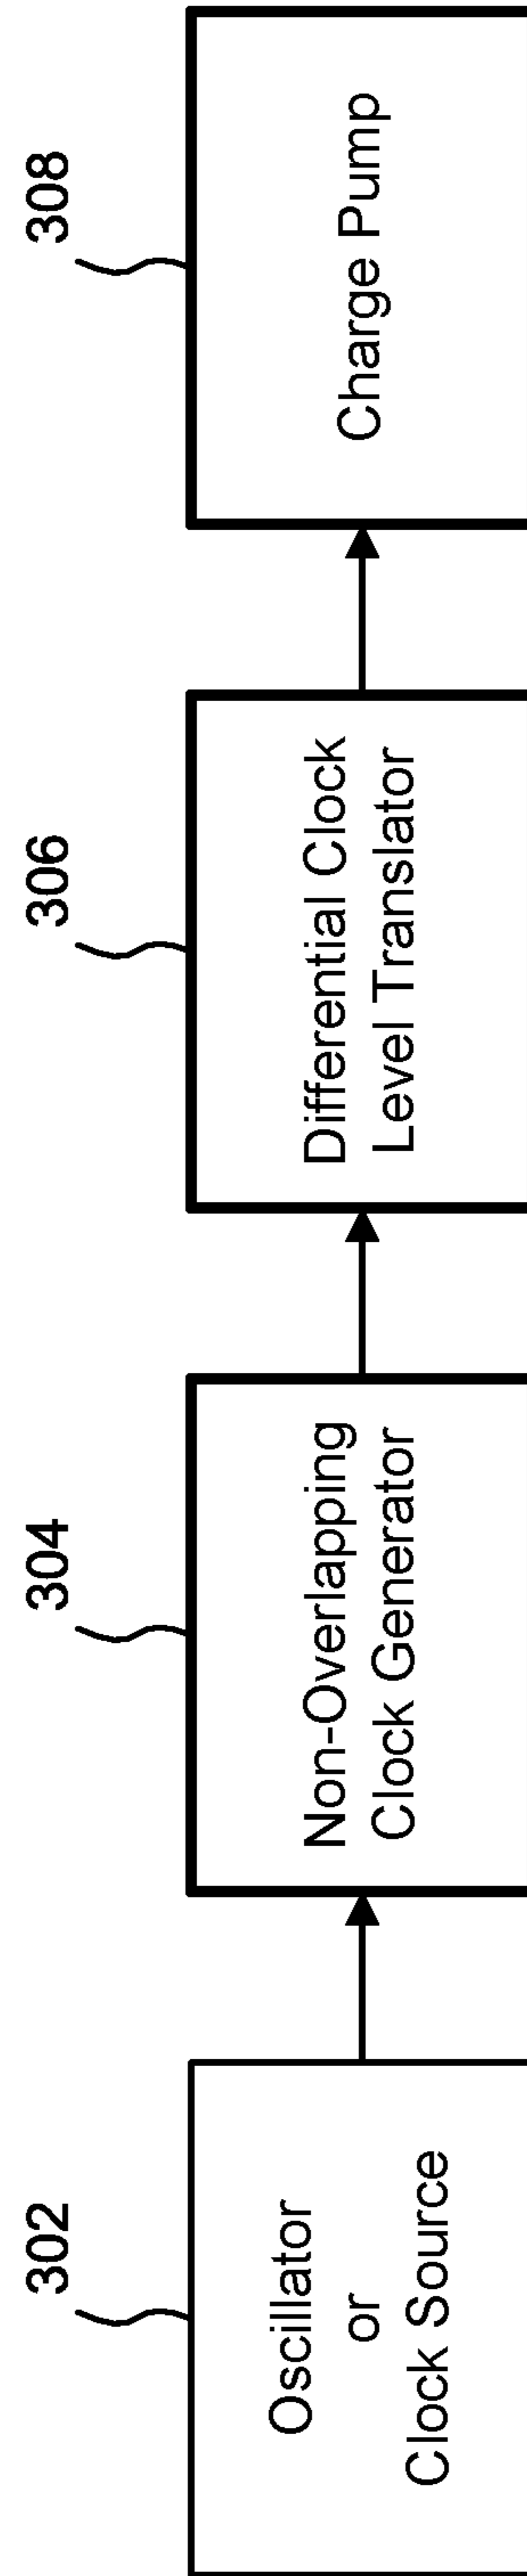 302
Oscillator
or
Clock Source
304
Non-Overlapping
Clock Generator
306
Differential Clock
Level Translator
308
Charge Pump